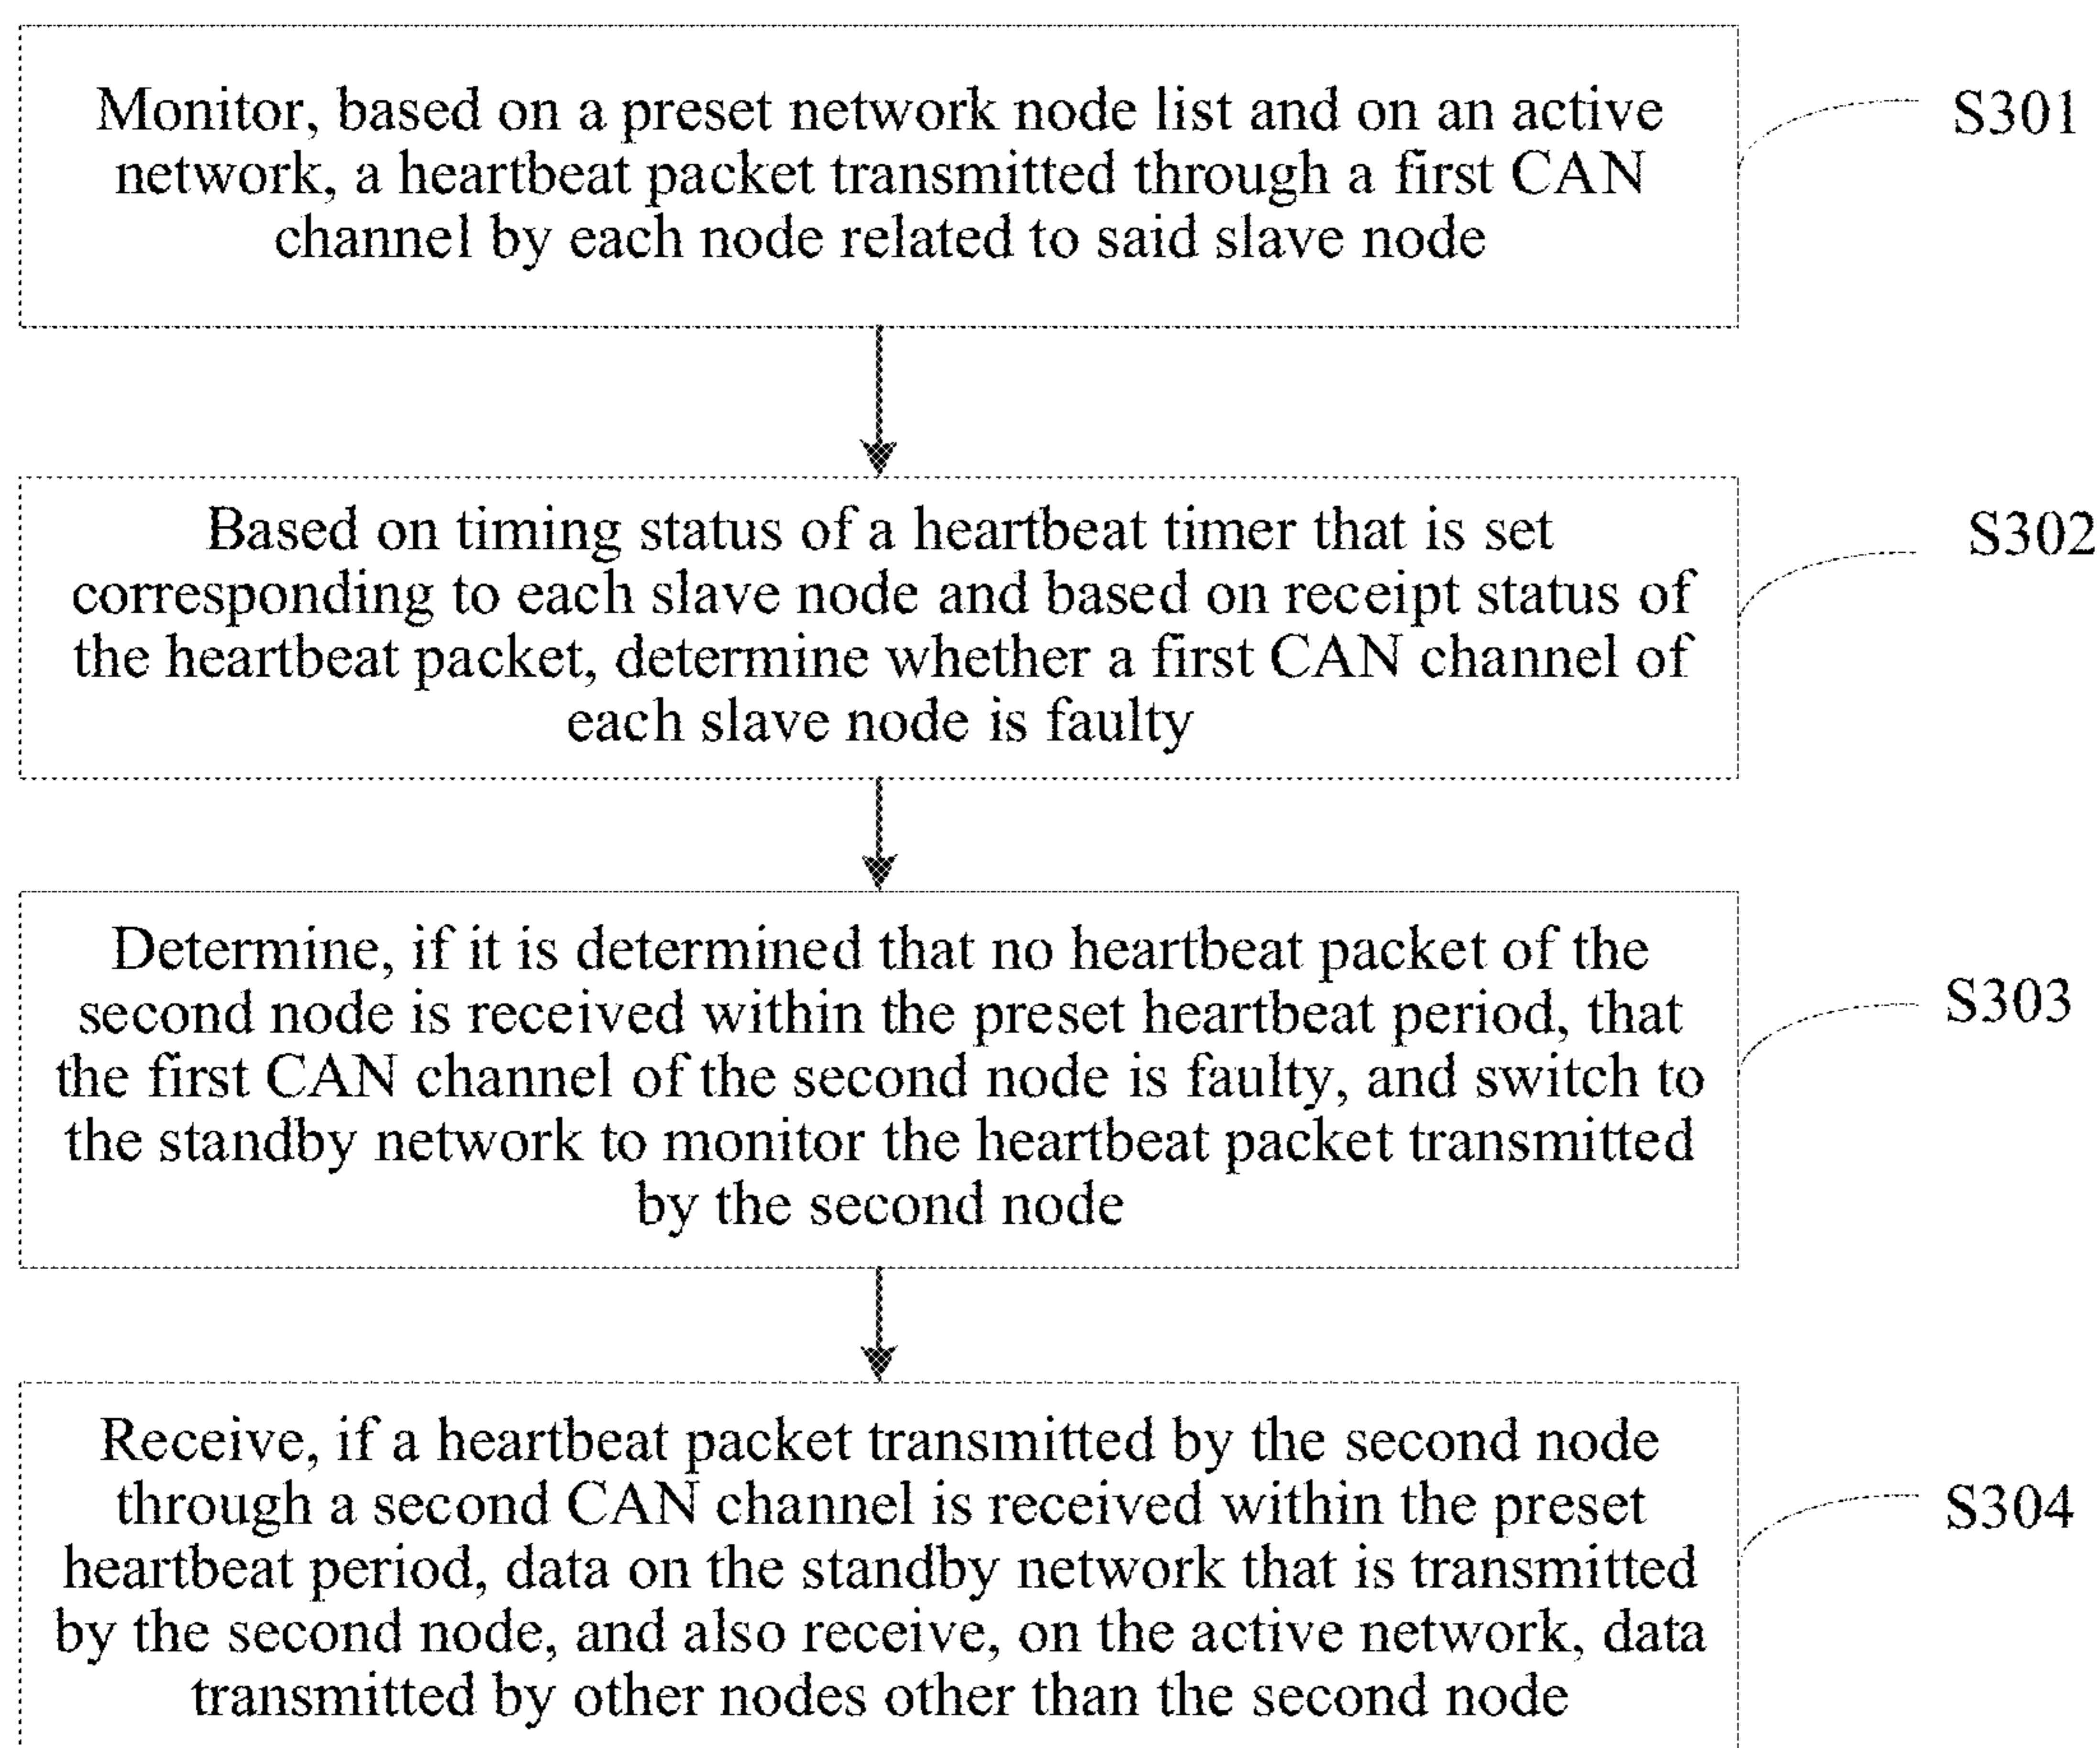 Monitor, based on a preset network node list and on an active
network, a heartbeat packet transmitted through a first CAN
channel by each node related to said slave node
S301
Based on timing status of a heartbeat timer that is set
corresponding to each slave node and based on receipt status of
the heartbeat packet, determine whether a first CAN channel of
each slave node is faulty
S302
Determine, if it is determined that no heartbeat packet of the
second node is received within the preset heartbeat period, that
the first CAN channel of the second node is faulty, and switch to
the standby network to monitor the heartbeat packet transmitted
by the second node
S303
Receive, if a heartbeat packet transmitted by the second node
through a second CAN channel is received within the preset
heartbeat period, data on the standby network that is transmitted
by the second node, and also receive, on the active network, data
transmitted by other nodes other than the second node
S304